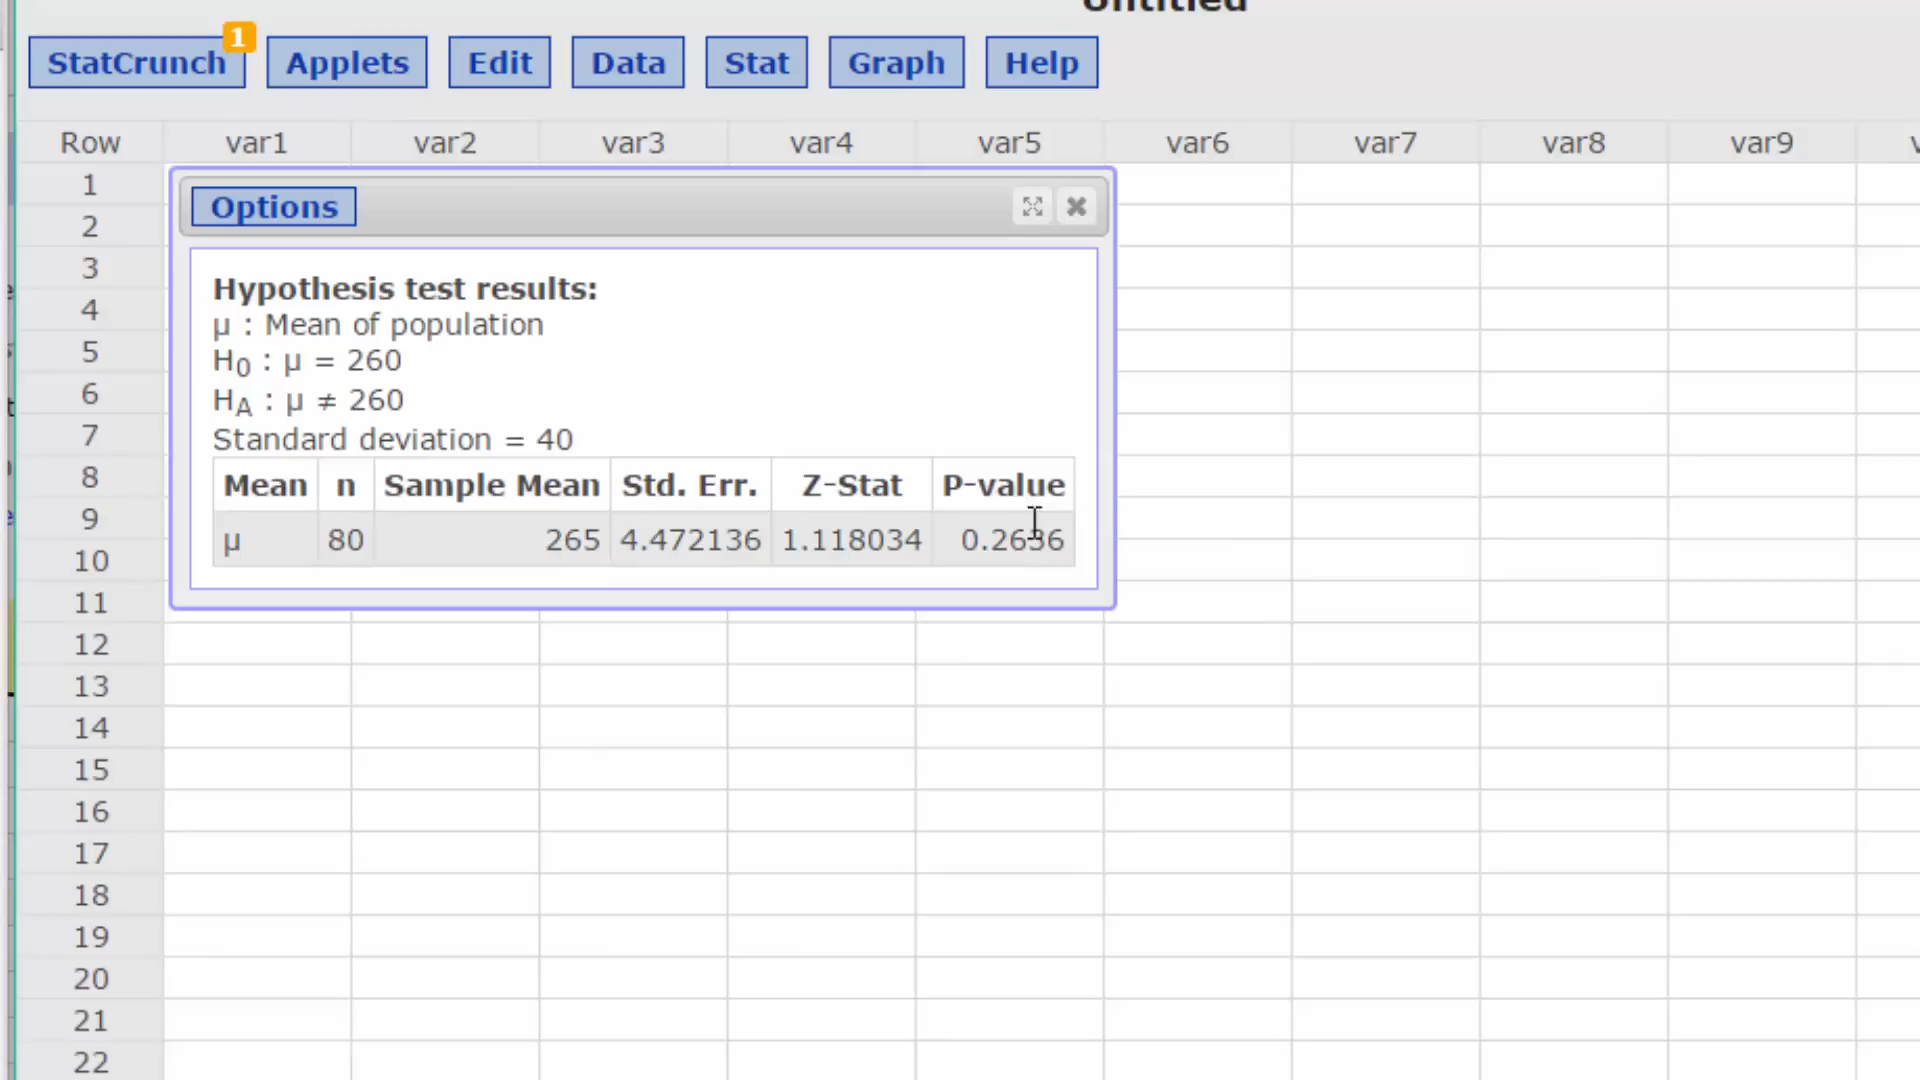 Untitled
StatCrunch 1 Applets Edit Data Stat Graph Help
Row var1 var2 var3 var4 var5 var6 var7 var8 var9
1
Options
2
3
Hypothesis test results:
4
μ : Mean of population
5
H0 : μ = 260
6
HA : μ ≠ 260
7
Standard deviation = 40
8
Mean n Sample Mean Std. Err. Z-Stat P-value
9
μ 80 265 4.472136 1.118034 0.2636
10
11
12
13
14
15
16
17
18
19
20
21
22